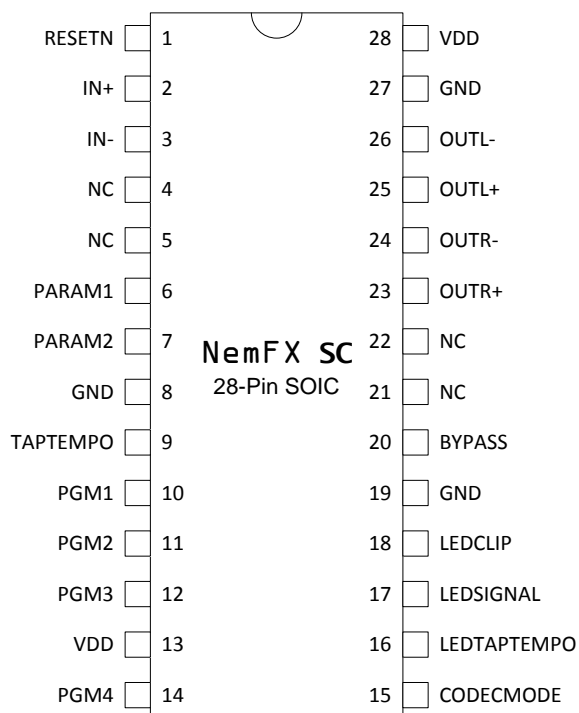 RESETN 1 28 VDD
IN+ 2 27 GND
IN- 3 26 OUTL-
NC 4 25 OUTL+
NC 5 24 OUTR-
PARAM1 6 23 OUTR+
PARAM2 7 22 NC
NemFX SC
GND 8 21 NC
28-Pin SOIC
TAPTEMPO 9 20 BYPASS
PGM1 10 19 GND
PGM2 11 18 LEDCLIP
PGM3 12 17 LEDSIGNAL
VDD 13 16 LEDTAPTEMPO
PGM4 14 15 CODECMODE